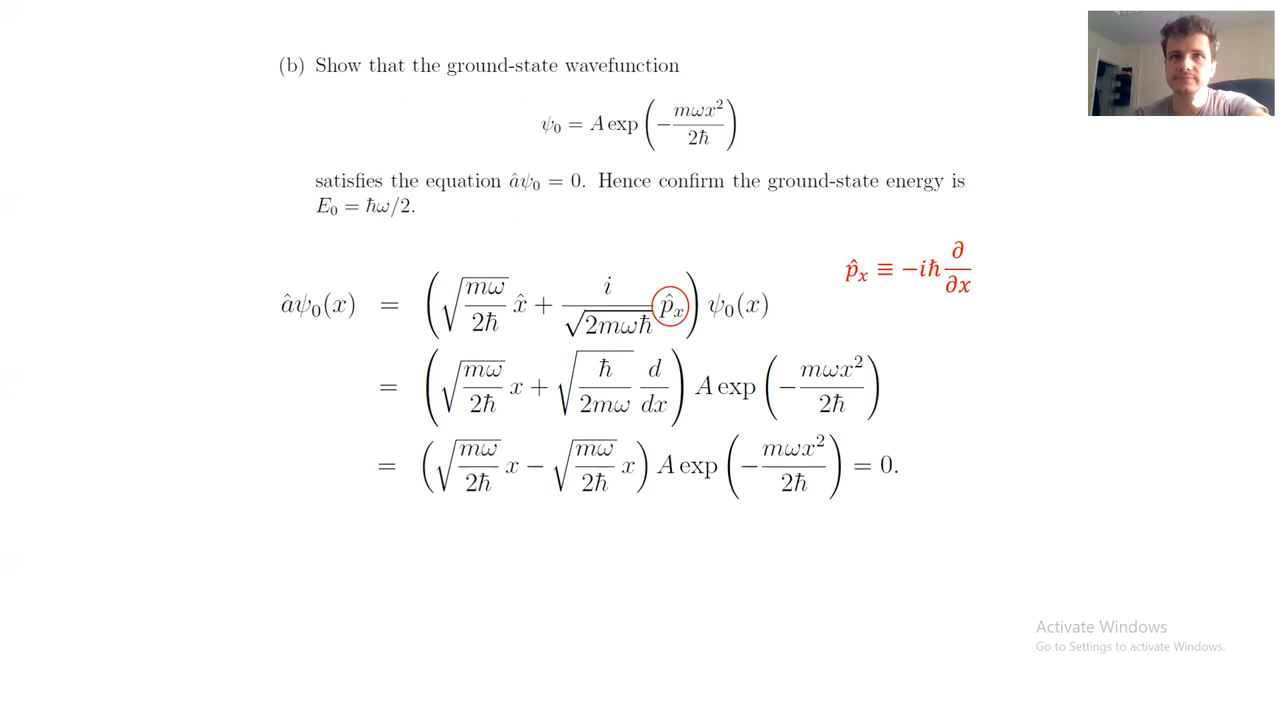 (b) Show that the ground-state wavefunction
ψ₀ = A exp(−mωx²/2ħ)
satisfies the equation âψ₀ = 0. Hence confirm the ground-state energy is
E₀ = ħω/2.
p̂ₓ ≡ −iħ ∂/∂x
âψ₀(x) = (√(mω/2ħ) x̂ + i/√(2mωħ) p̂ₓ) ψ₀(x)
= (√(mω/2ħ) x + √(ħ/2mω) d/dx) A exp(−mωx²/2ħ)
= (√(mω/2ħ) x − √(mω/2ħ) x) A exp(−mωx²/2ħ) = 0.
Activate Windows
Go to Settings to activate Windows.